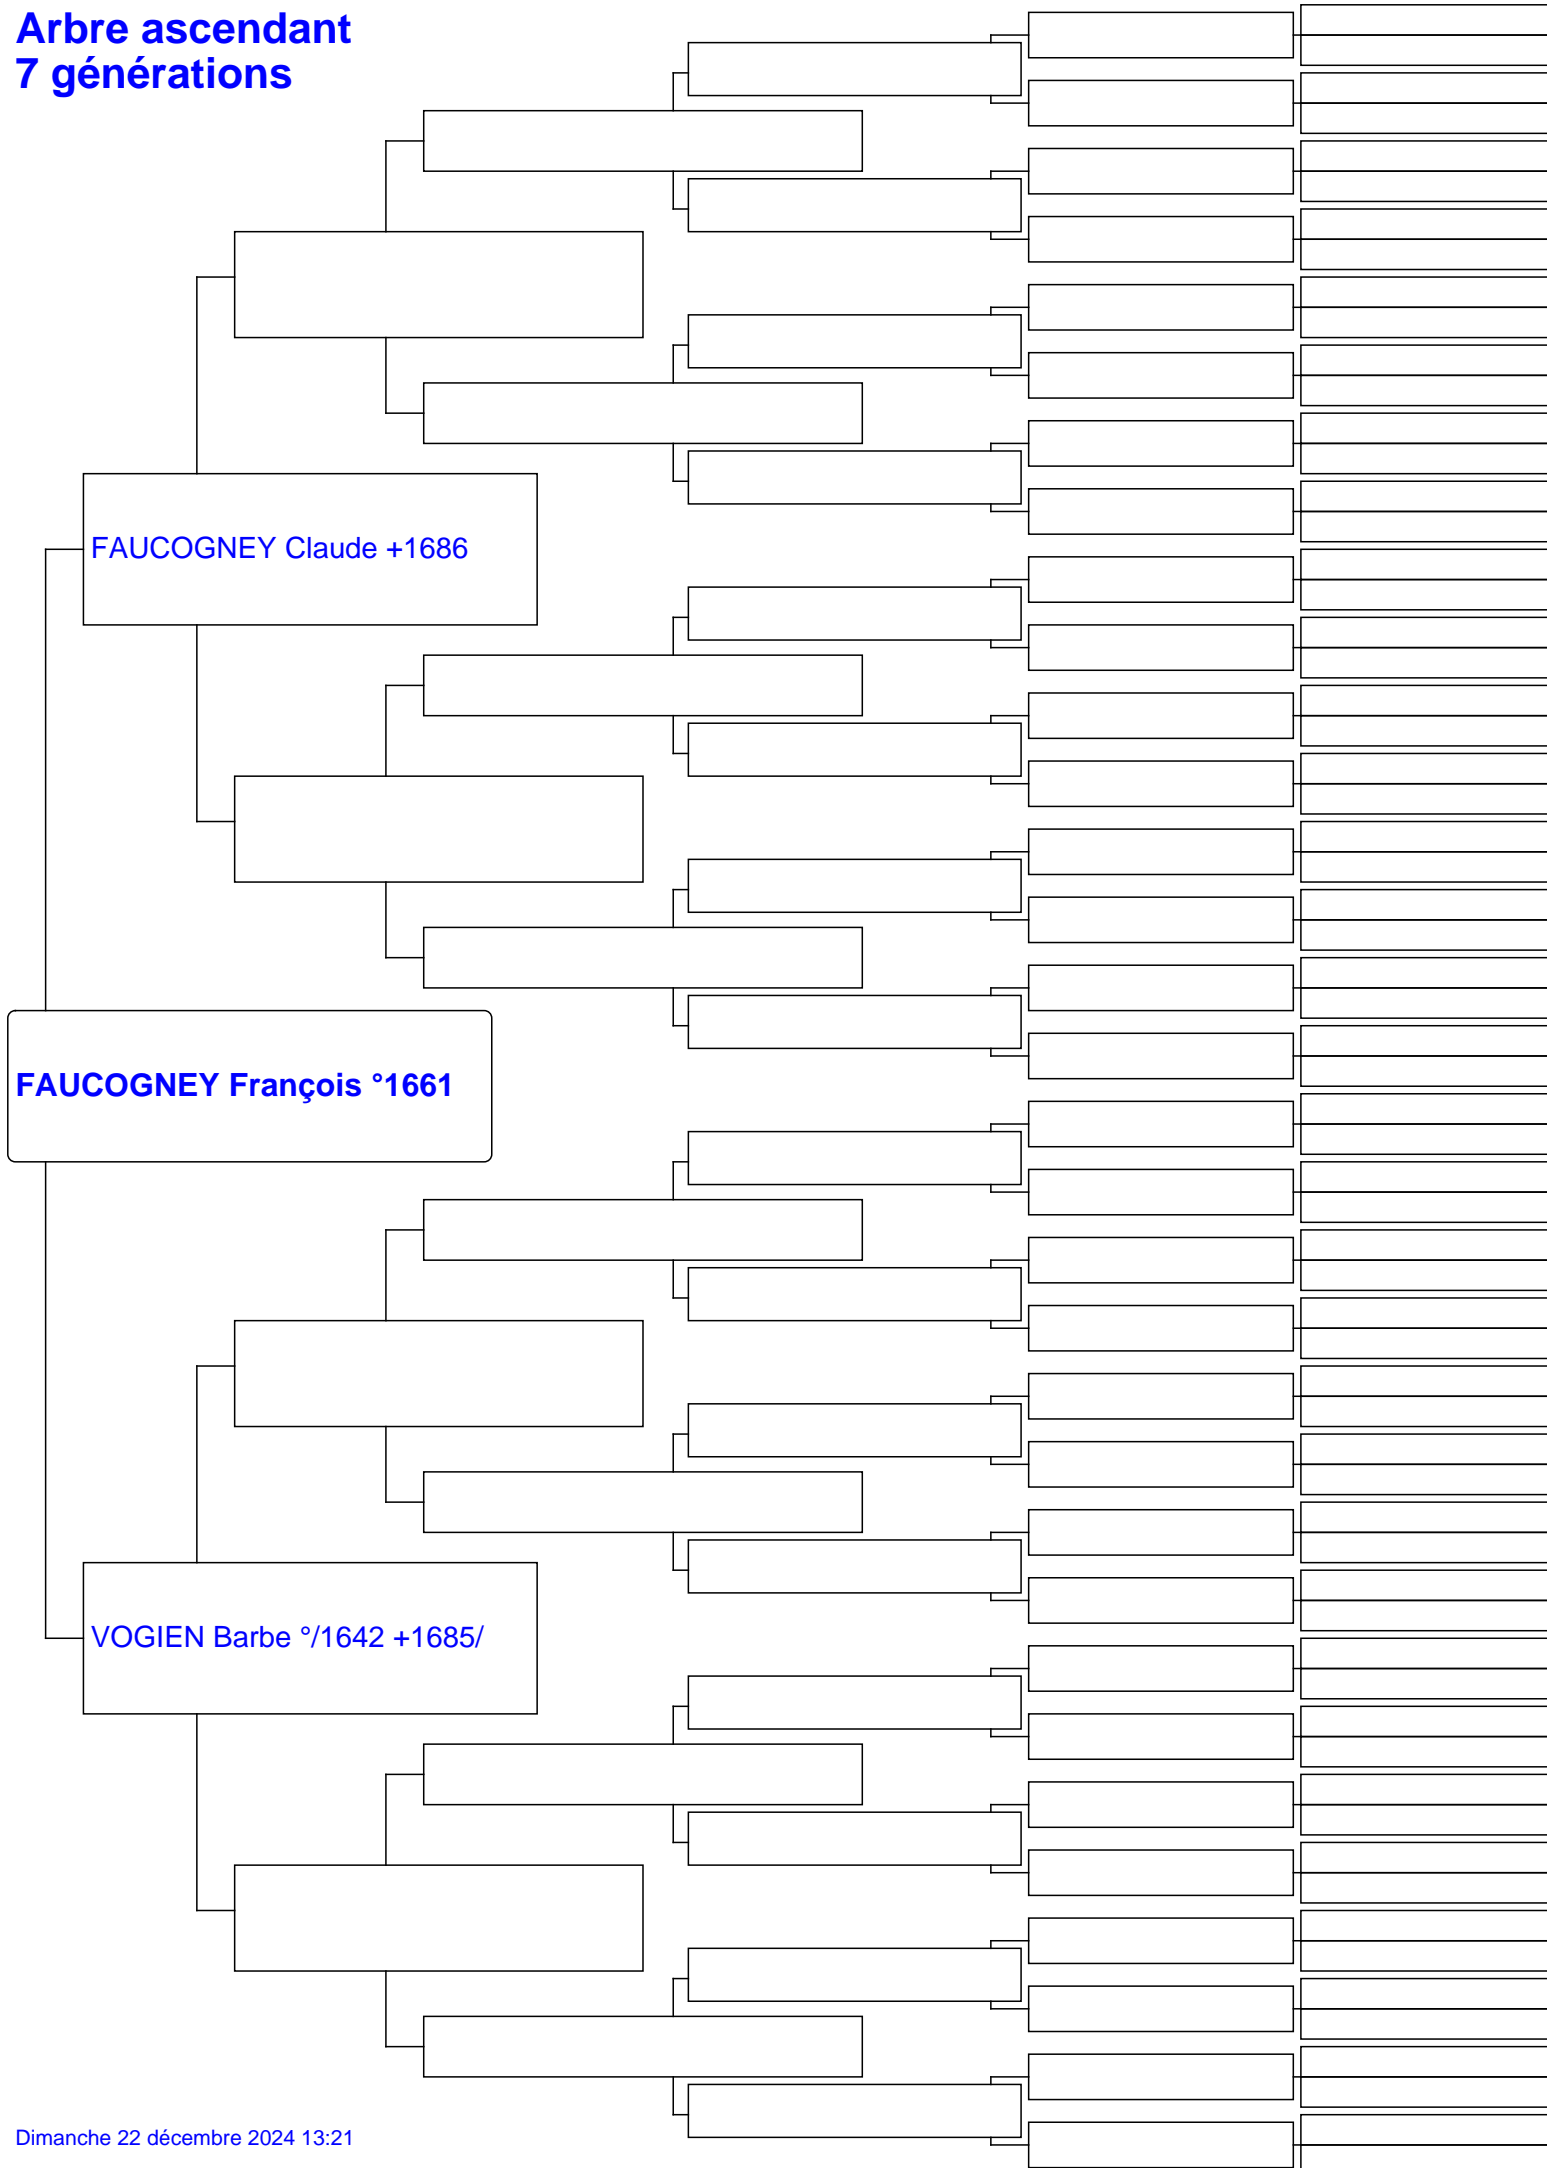 Arbre ascendant
7 générations
FAUCOGNEY Claude +1686
FAUCOGNEY François °1661
VOGIEN Barbe °/1642 +1685/
Dimanche 22 décembre 2024 13:21